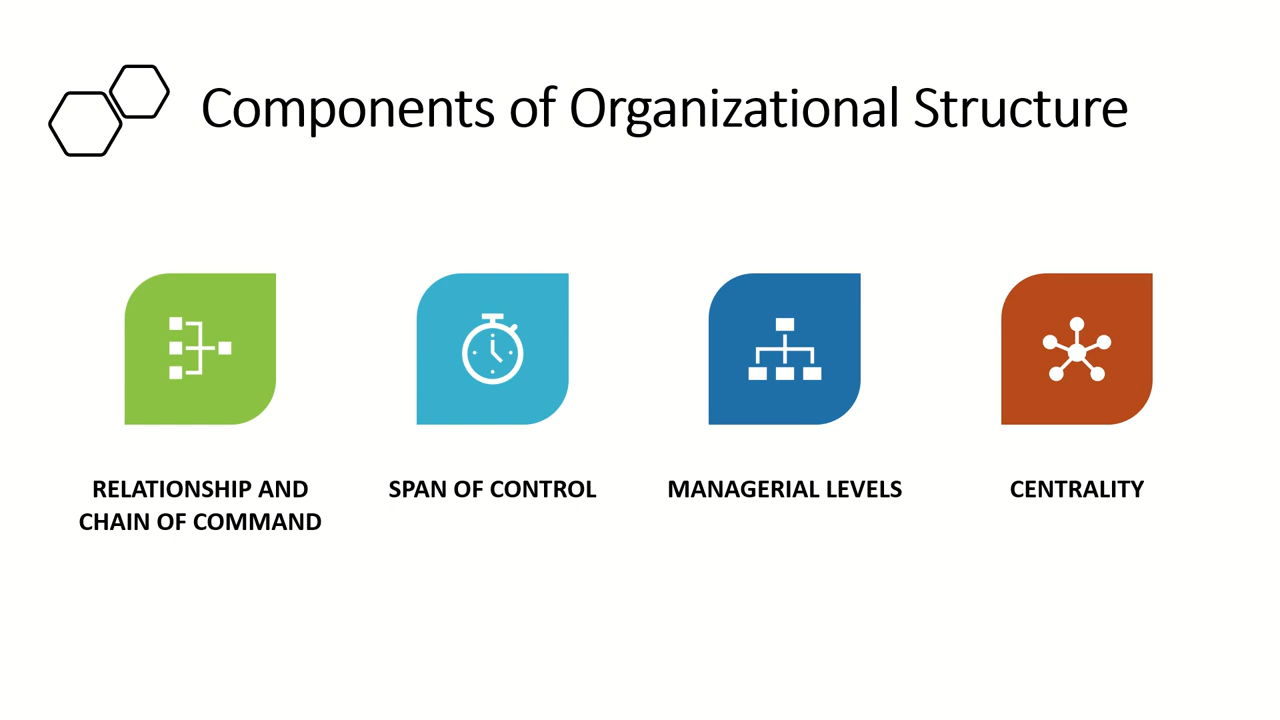 Components of Organizational Structure
RELATIONSHIP AND
CHAIN OF COMMAND
SPAN OF CONTROL
MANAGERIAL LEVELS
CENTRALITY